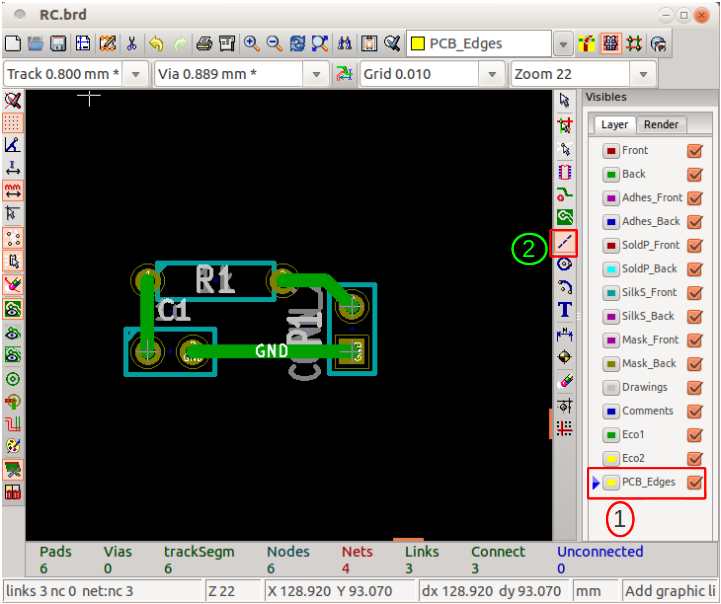 RC.brd
PCB_Edges
Track 0.800 mm *
Via 0.889 mm *
Grid 0.010
Zoom 22
Visibles
Layer
Render
Front
Back
Adhes_Front
Adhes_Back
SoldP_Front
SoldP_Back
SilkS_Front
SilkS_Back
Mask_Front
Mask_Back
Drawings
Comments
Eco1
Eco2
PCB_Edges
mm
T
N
2
1
R1
C1
P1
GND
GND
GND
Pads Vias trackSegm Nodes Nets Links Connect Unconnected
6 0 6 6 4 3 3 0
links 3 nc 0 net:nc 3
Z 22
X 128.920 Y 93.070
dx 128.920 dy 93.070
mm
Add graphic li